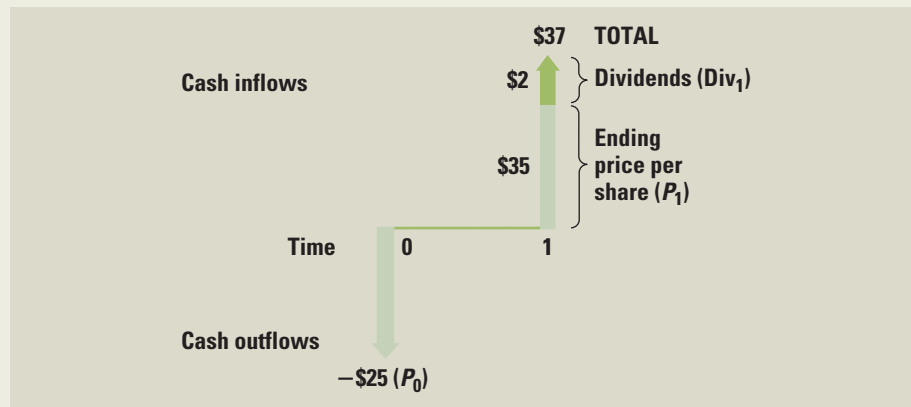 $37 TOTAL
Cash inflows
$2
Dividends (Div₁)
$35
Ending
price per
share (P₁)
Time 0 1
Cash outflows
−$25 (P₀)